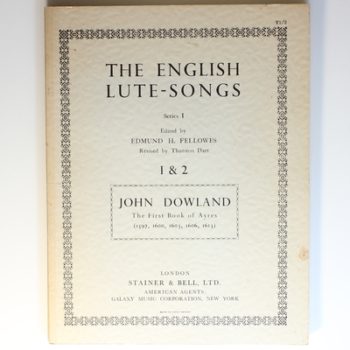 THE ENGLISH
LUTE-SONGS
Series 1
Edited by
EDMUND H. FELLOWES
Revised by Thurston Dart
1 & 2
JOHN DOWLAND
The First Book of Ayres
(1597, 1600, 1603, 1606, 1613)
LONDON
STAINER & BELL, LTD.
AMERICAN AGENTS:
GALAXY MUSIC CORPORATION, NEW YORK